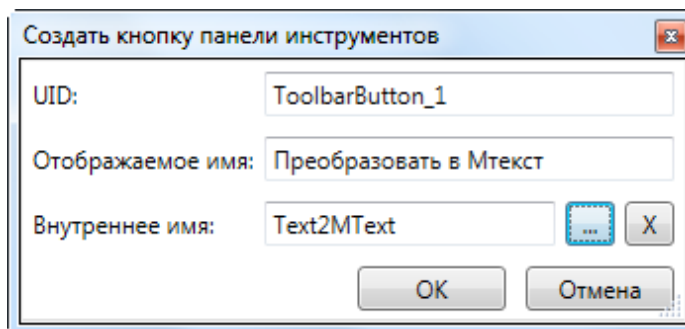 Создать кнопку панели инструментов
UID: ToolbarButton_1
Отображаемое имя: Преобразовать в Мтекст
Внутреннее имя: Text2MText ... X
OK Отмена